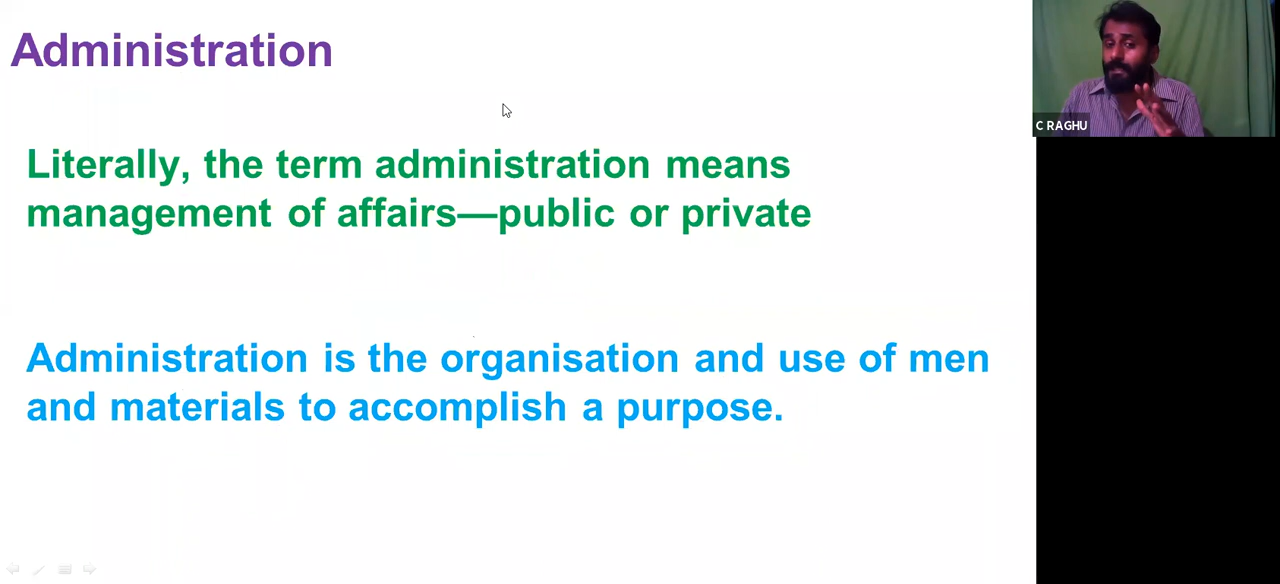 Administration
C RAGHU
Literally, the term administration means
management of affairs—public or private
Administration is the organisation and use of men
and materials to accomplish a purpose.